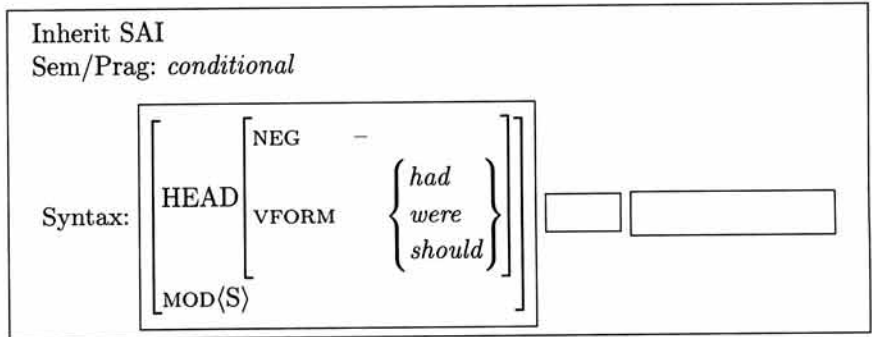 Inherit SAI
Sem/Prag: conditional
NEG –
had
Syntax: HEAD VFORM were
should
MOD⟨S⟩